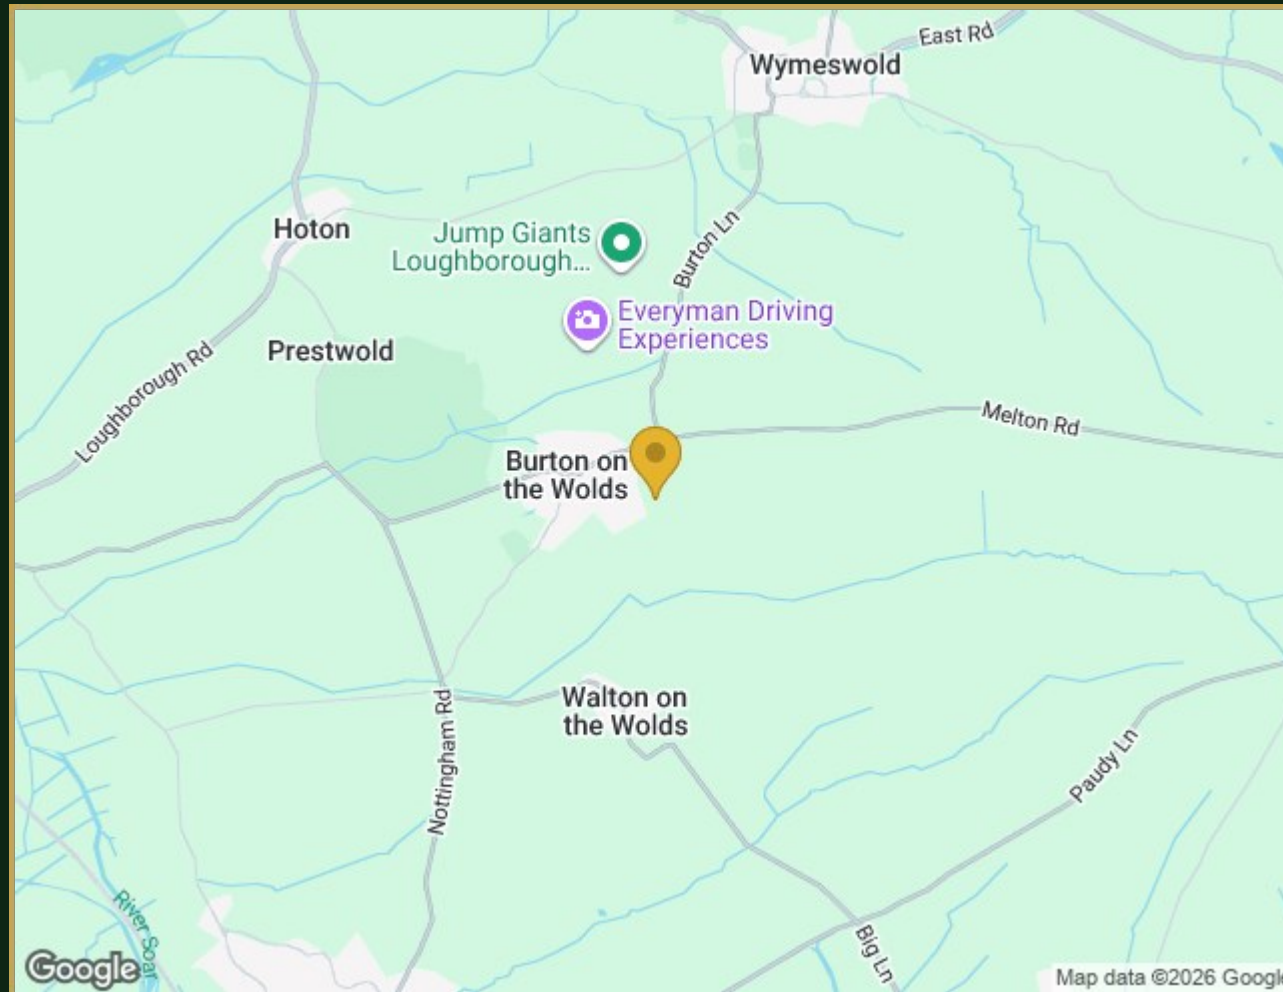 East Rd
Wymeswold
Hoton
Jump Giants
Loughborough...
Burton Ln
Everyman Driving
Experiences
Prestwold
Loughborough Rd
Melton Rd
Burton on
the Wolds
Walton on
the Wolds
Nottingham Rd
Paudy Ln
River Soar
Big Ln
Google
Map data ©2026 Google